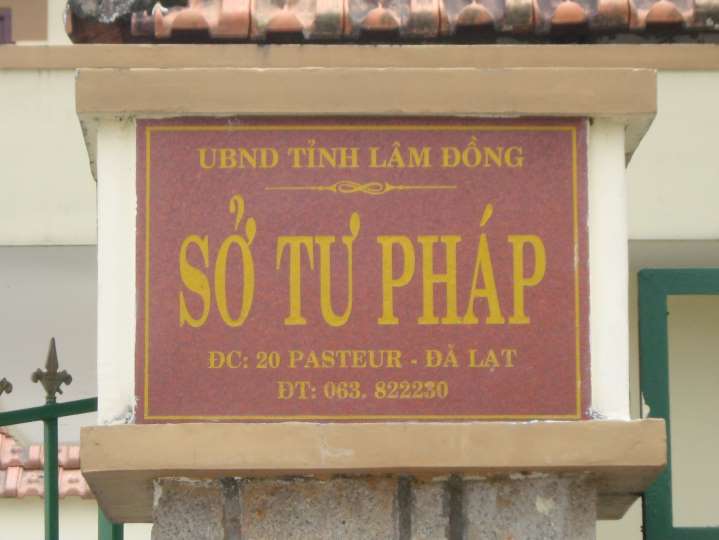 UBND TỈNH LÂM ĐỒNG
SỞ TƯ PHÁP
ĐC: 20 PASTEUR - ĐÀ LẠT
ĐT: 063. 822230